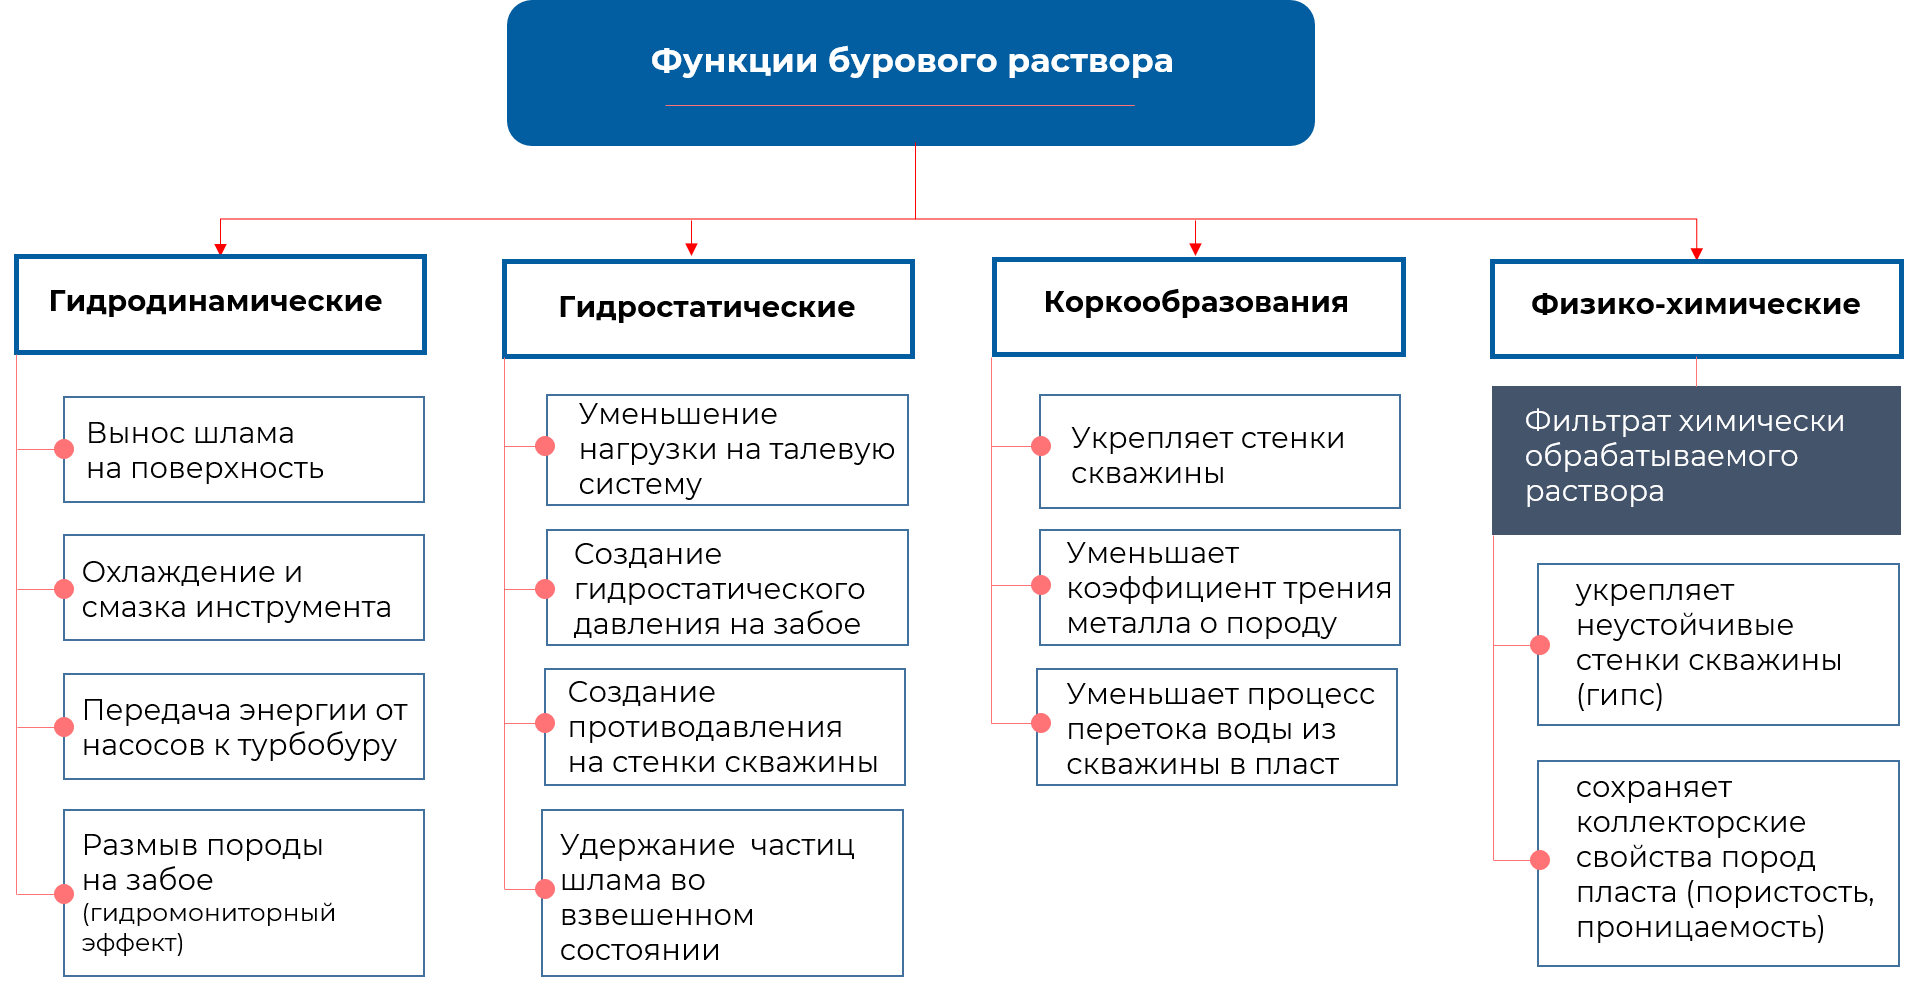 Функции бурового раствора
Гидродинамические
Вынос шлама
на поверхность
Охлаждение и
смазка инструмента
Передача энергии от
насосов к турбобуру
Размыв породы
на забое
(гидромониторный
эффект)
Гидростатические
Уменьшение
нагрузки на талевую
систему
Создание
гидростатического
давления на забое
Создание
противодавления
на стенки скважины
Удержание частиц
шлама во
взвешенном
состоянии
Коркообразования
Укрепляет стенки
скважины
Уменьшает
коэффициент трения
металла о породу
Уменьшает процесс
перетока воды из
скважины в пласт
Физико-химические
Фильтрат химически
обрабатываемого
раствора
укрепляет
неустойчивые
стенки скважины
(гипс)
сохраняет
коллекторские
свойства пород
пласта (пористость,
проницаемость)